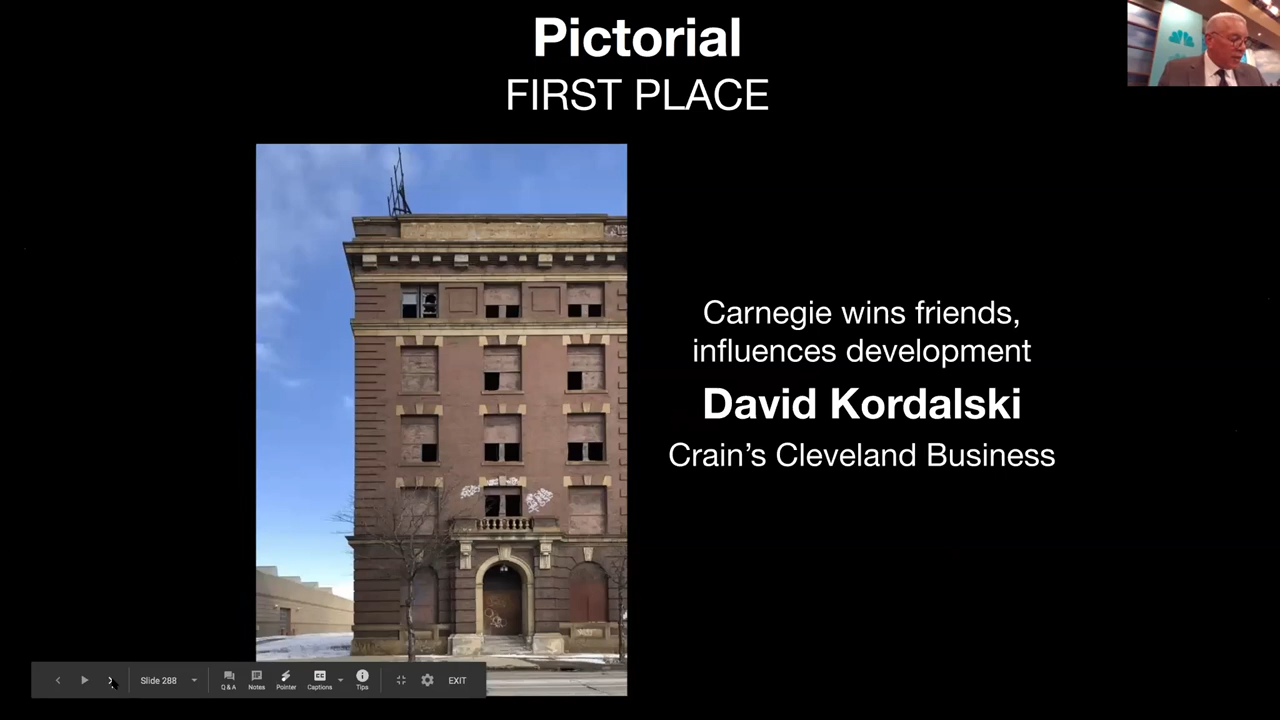 Pictorial
FIRST PLACE
Carnegie wins friends,
influences development
David Kordalski
Crain’s Cleveland Business
Slide 288
Q & A
Notes
Pointer
Captions
Tips
EXIT